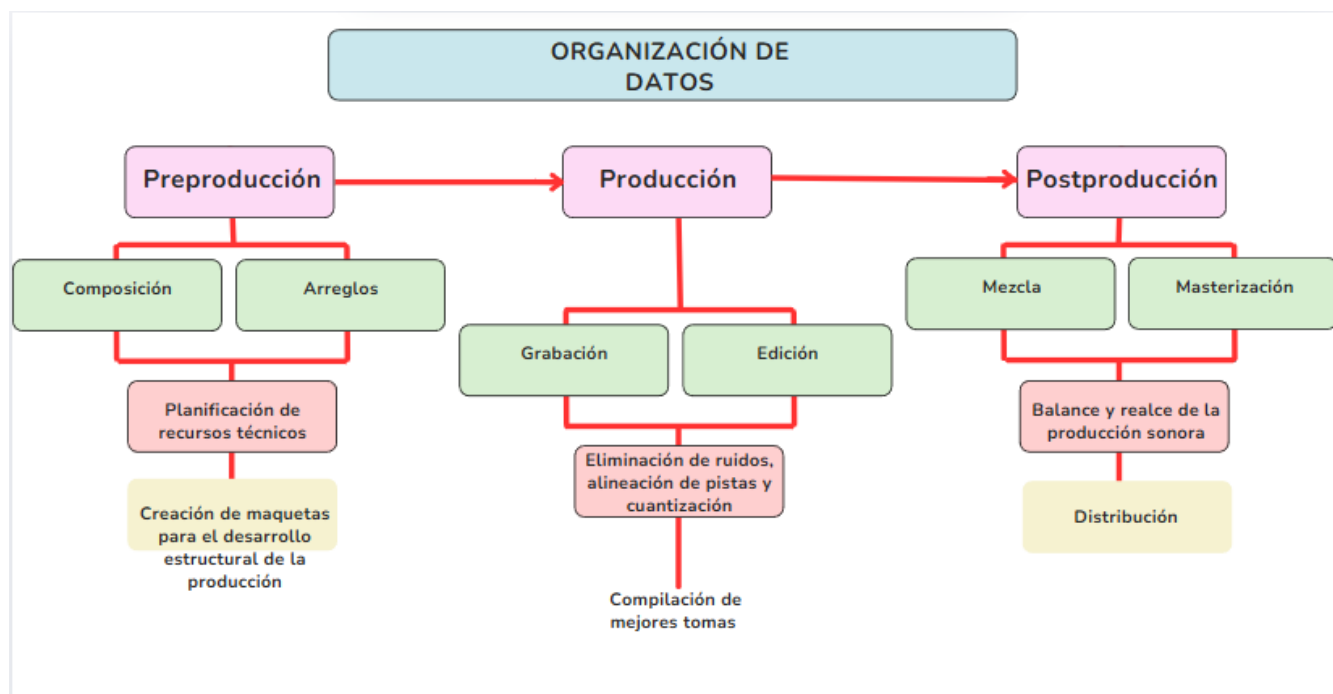 ORGANIZACIÓN DE
DATOS
Preproducción
Producción
Postproducción
Composición
Arreglos
Mezcla
Masterización
Grabación
Edición
Planificación de
recursos técnicos
Balance y realce de la
producción sonora
Eliminación de ruidos,
alineación de pistas y
cuantización
Creación de maquetas
para el desarrollo
estructural de la
producción
Distribución
Compilación de
mejores tomas